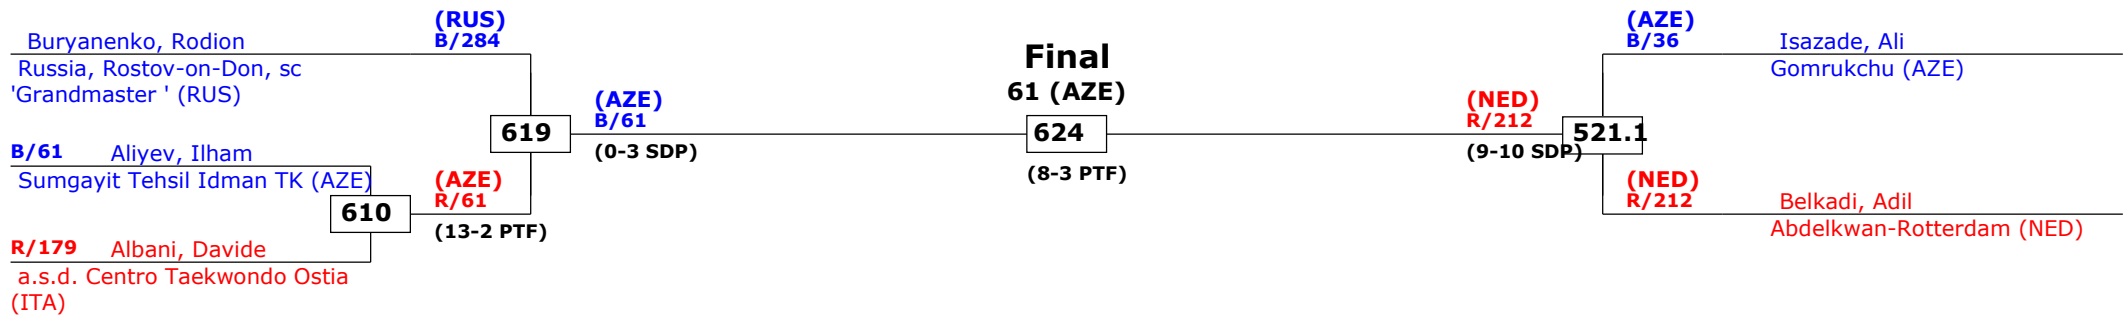 (RUS)
B/284
Buryanenko, Rodion
Russia, Rostov-on-Don, sc
'Grandmaster ' (RUS)
B/61 Aliyev, Ilham
Sumgayit Tehsil Idman TK (AZE)
R/179 Albani, Davide
a.s.d. Centro Taekwondo Ostia
(ITA)
610
(AZE)
R/61
(13-2 PTF)
619
(AZE)
B/61
(0-3 SDP)
Final
61 (AZE)
624
(8-3 PTF)
(NED)
R/212
(9-10 SDP)
521.1
(AZE)
B/36
Isazade, Ali
Gomrukchu (AZE)
(NED)
R/212
Belkadi, Adil
Abdelkwan-Rotterdam (NED)